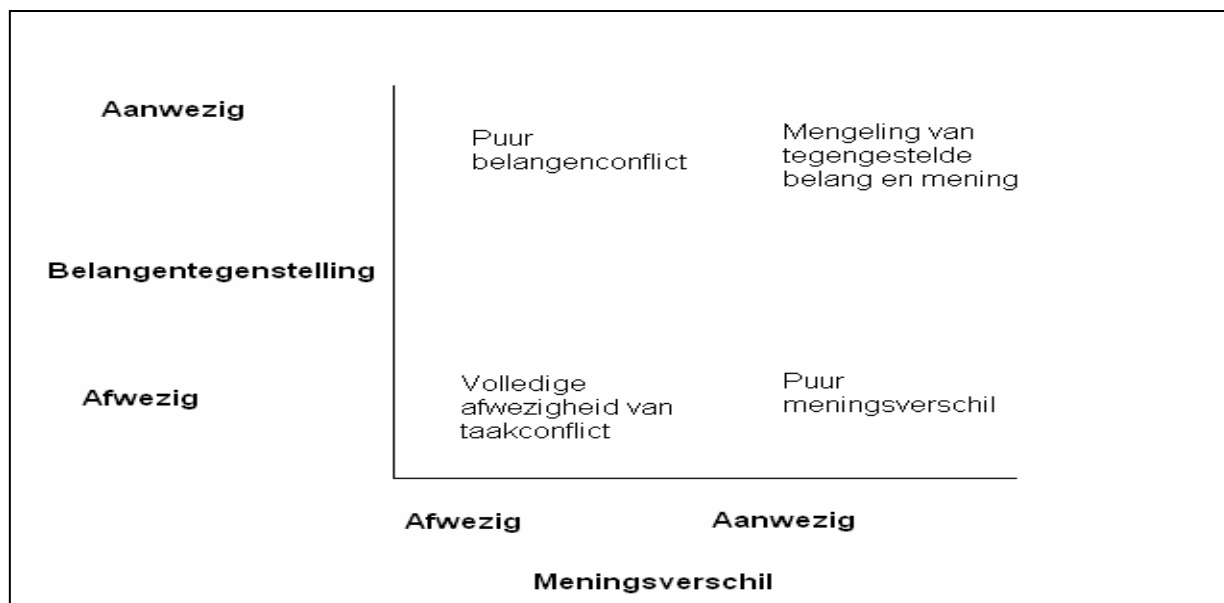 Aanwezig
Puur
belangenconflict
Mengeling van
tegengestelde
belang en mening
Belangentegenstelling
Afwezig
Volledige
afwezigheid van
taakconflict
Puur
meningsverschil
Afwezig
Aanwezig
Meningsverschil